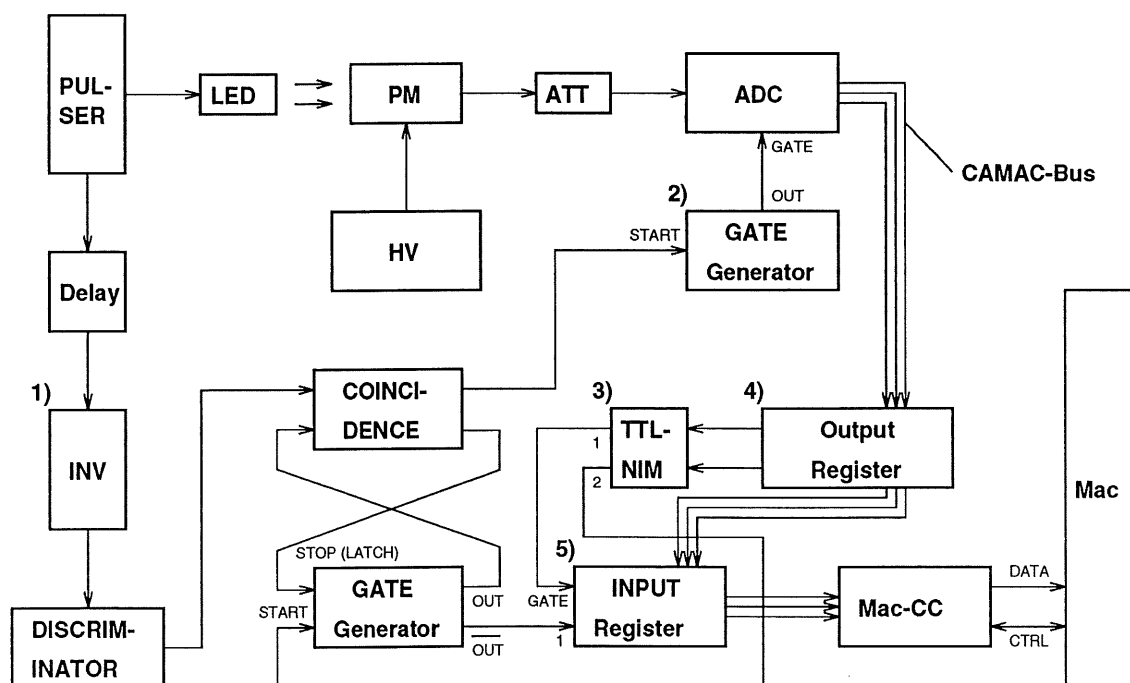 PUL-
SER
LED
PM
ATT
ADC
GATE
CAMAC-Bus
2)
OUT
START
GATE
Generator
HV
Delay
1)
INV
COINCI-
DENCE
3)
TTL-
NIM
1
2
4)
Output
Register
Mac
STOP (LATCH)
START
GATE
Generator
OUT
OUT
5)
GATE
1
INPUT
Register
Mac-CC
DATA
CTRL
DISCRIM-
INATOR